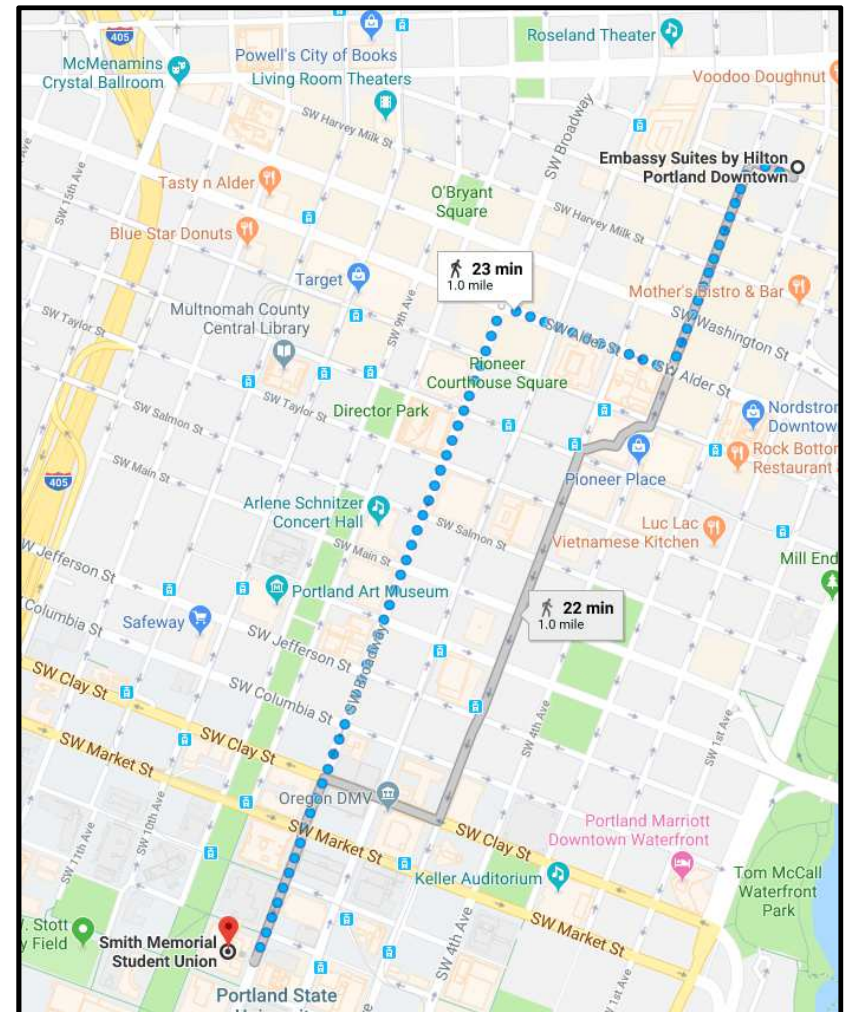 405
Powell's City of Books
Roseland Theater
McMenamins
Crystal Ballroom
Living Room Theaters
Voodoo Doughnut
SW Broadway
SW Harvey Milk St
Embassy Suites by Hilton
Portland Downtown
SW 15th Ave
Tasty n Alder
O'Bryant
Square
SW Harvey Milk St
Blue Star Donuts
23 min
1.0 mile
Target
Mother's Bistro & Bar
SW 9th Ave
Multnomah County
Central Library
SW Washington St
SW Taylor St
SW Alder St
Pioneer
Courthouse Square
SW Alder St
SW Taylor St
Director Park
Nordstrom
Downtow
SW Salmon St
Rock Botto
Restaurant
SW Main St
Pioneer Place
405
Arlene Schnitzer
Concert Hall
SW Salmon St
Luc Lac
Vietnamese Kitchen
SW Main St
Mill End
W Jefferson St
Portland Art Museum
22 min
1.0 mile
Columbia St
Safeway
SW Jefferson St
SW Broadway
SW Clay St
SW Columbia St
SW 4th Ave
SW 1st Ave
SW Market St
SW Clay St
Oregon DMV
SW 10th Ave
SW 11th Ave
SW Market St
SW Clay St
Portland Marriott
Downtown Waterfront
Keller Auditorium
Tom McCall
Waterfront
Park
. Stott
y Field
Smith Memorial
Student Union
SW 4th Ave
SW Market St
Portland State
1st Ave